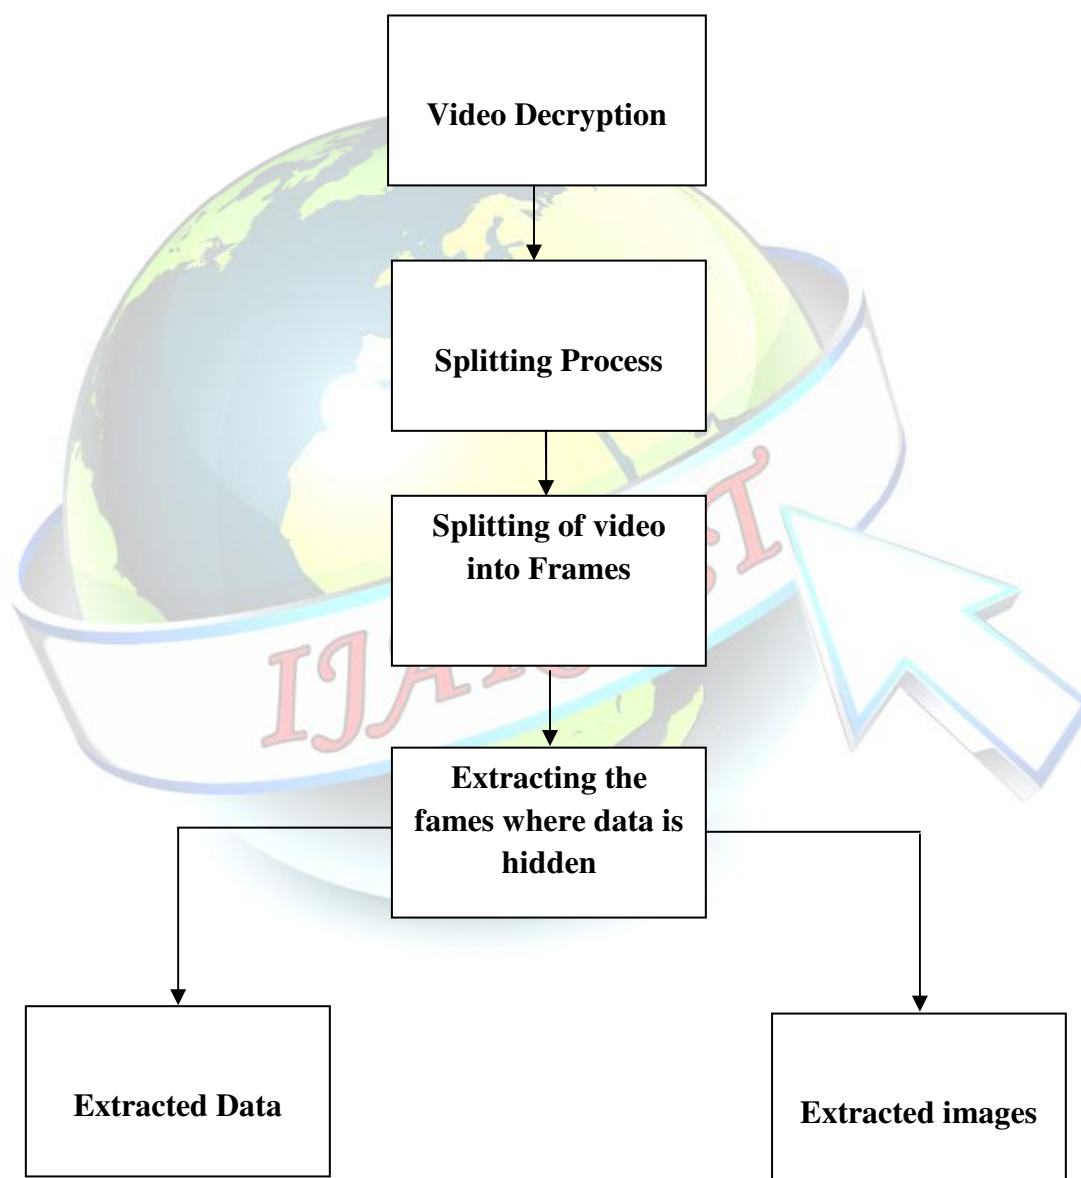 Video Decryption
Splitting Process
Splitting of video
into Frames
Extracting the
fames where data is
hidden
Extracted Data
Extracted images